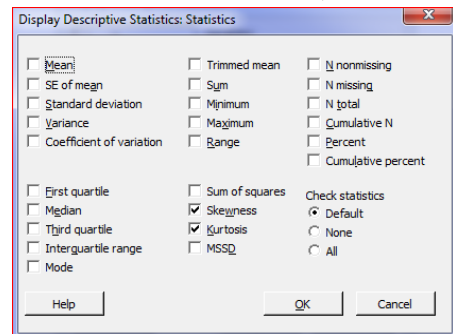 Display Descriptive Statistics: Statistics
Mean
SE of mean
Standard deviation
Variance
Coefficient of variation
Trimmed mean
Sum
Minimum
Maximum
Range
N nonmissing
N missing
N total
Cumulative N
Percent
Cumulative percent
First quartile
Median
Third quartile
Interquartile range
Mode
Sum of squares
Skewness
Kurtosis
MSSD
Check statistics
Default
None
All
Help
OK
Cancel